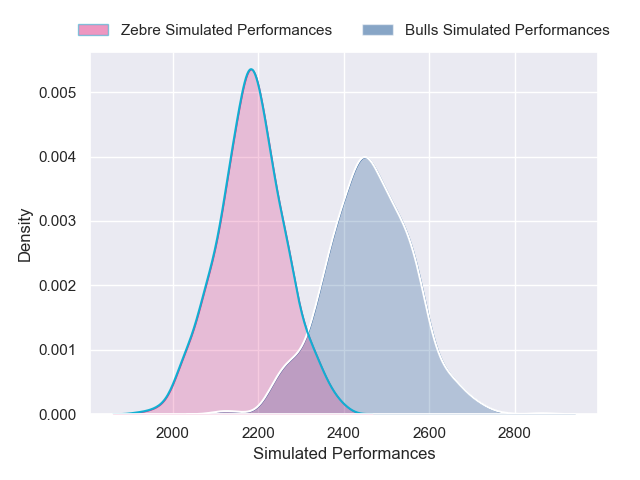 Zebre Simulated Performances Bulls Simulated Performances
0.005
0.004
0.003
0.002
0.001
0.000
Density
2000 2200 2400 2600 2800
Simulated Performances